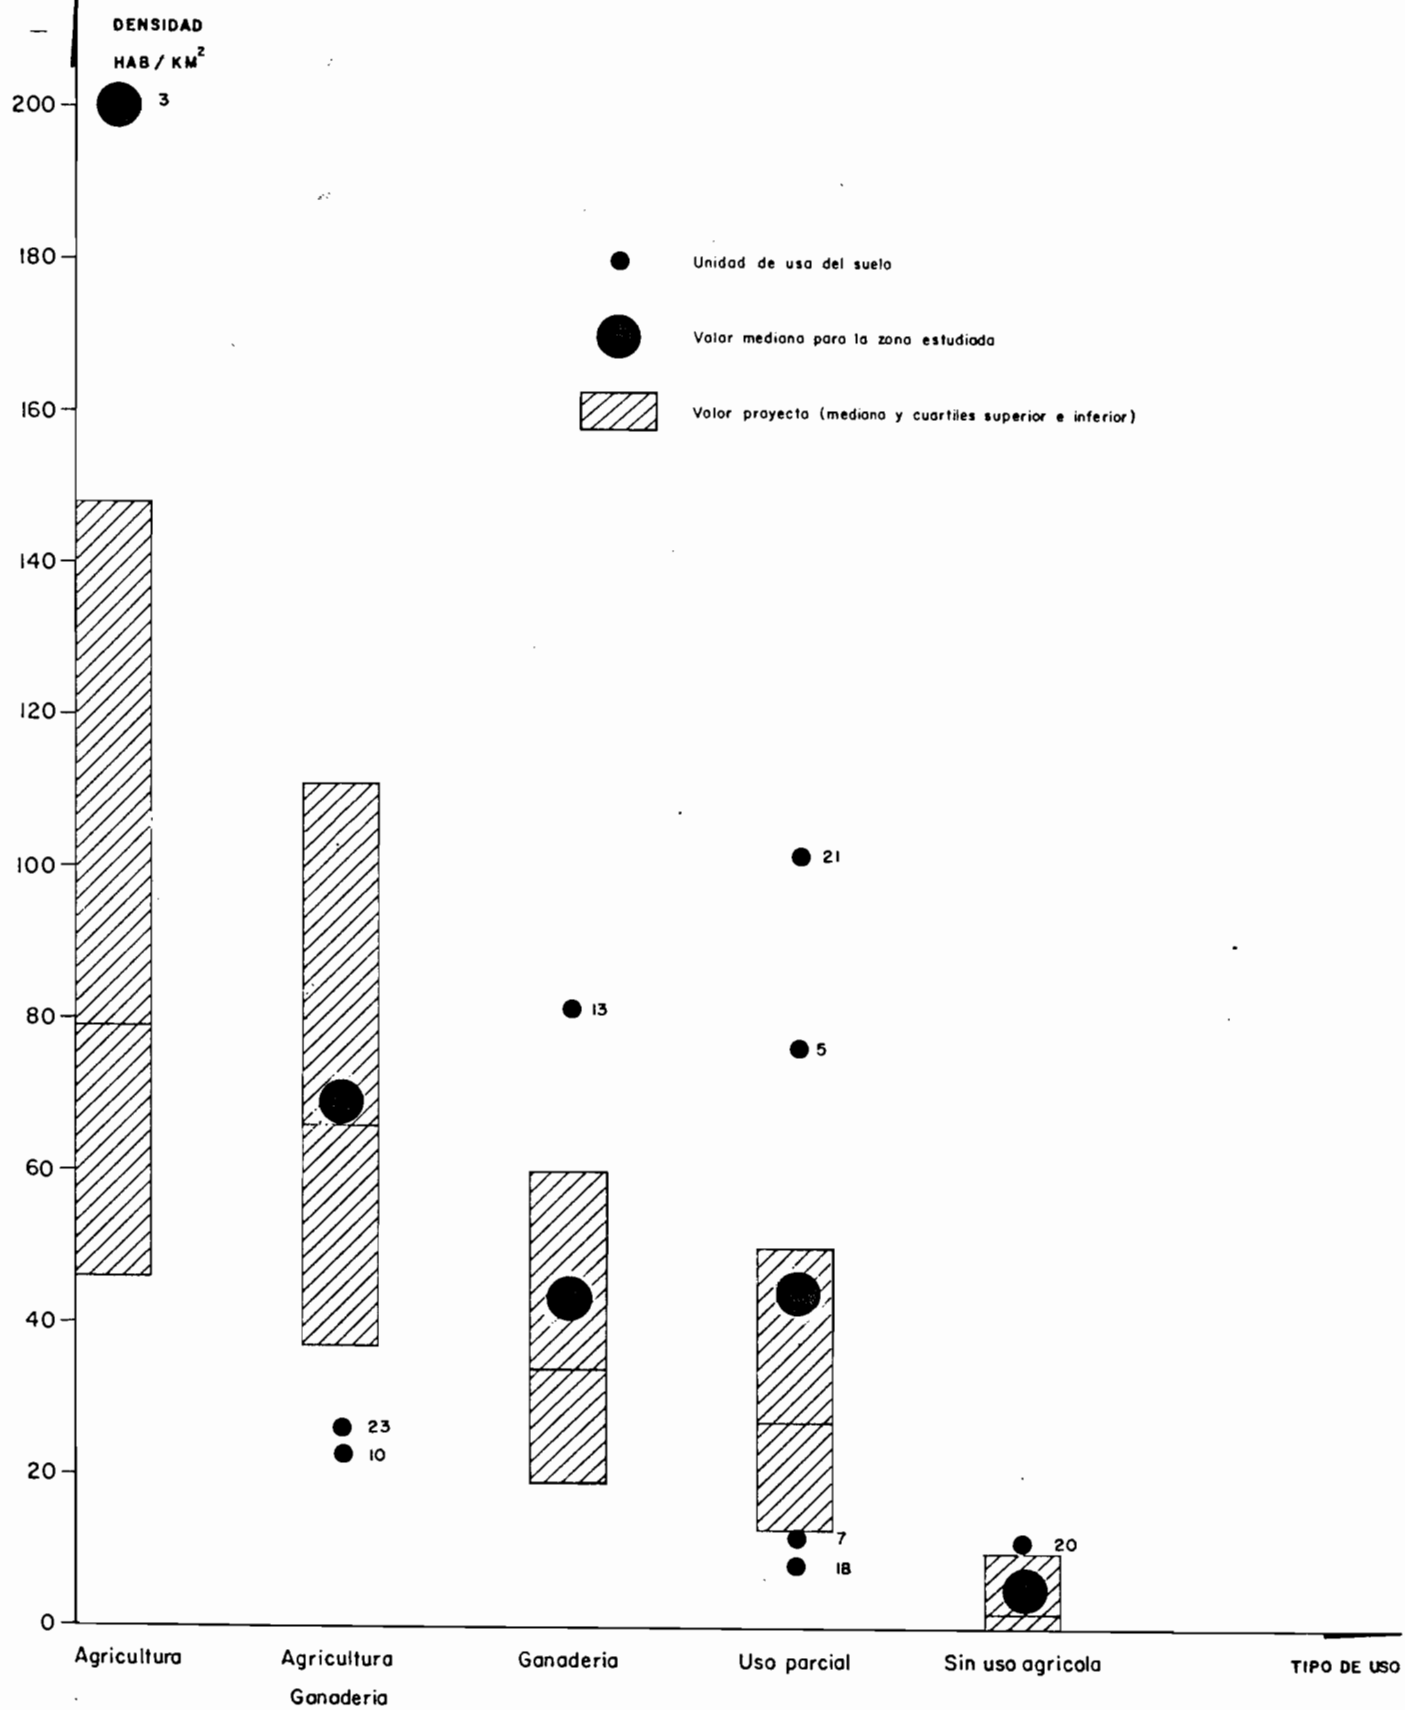 DENSIDAD
HAB / KM²
200
3
180
Unidad de uso del suelo
Valor mediana para la zona estudiada
160
Valor proyecto (mediana y cuartiles superior e inferior)
140
120
100
21
80
13
5
60
40
23
10
20
7
18
20
0
Agricultura
Agricultura
Ganaderia
Ganaderia
Uso parcial
Sin uso agricola
TIPO DE USO